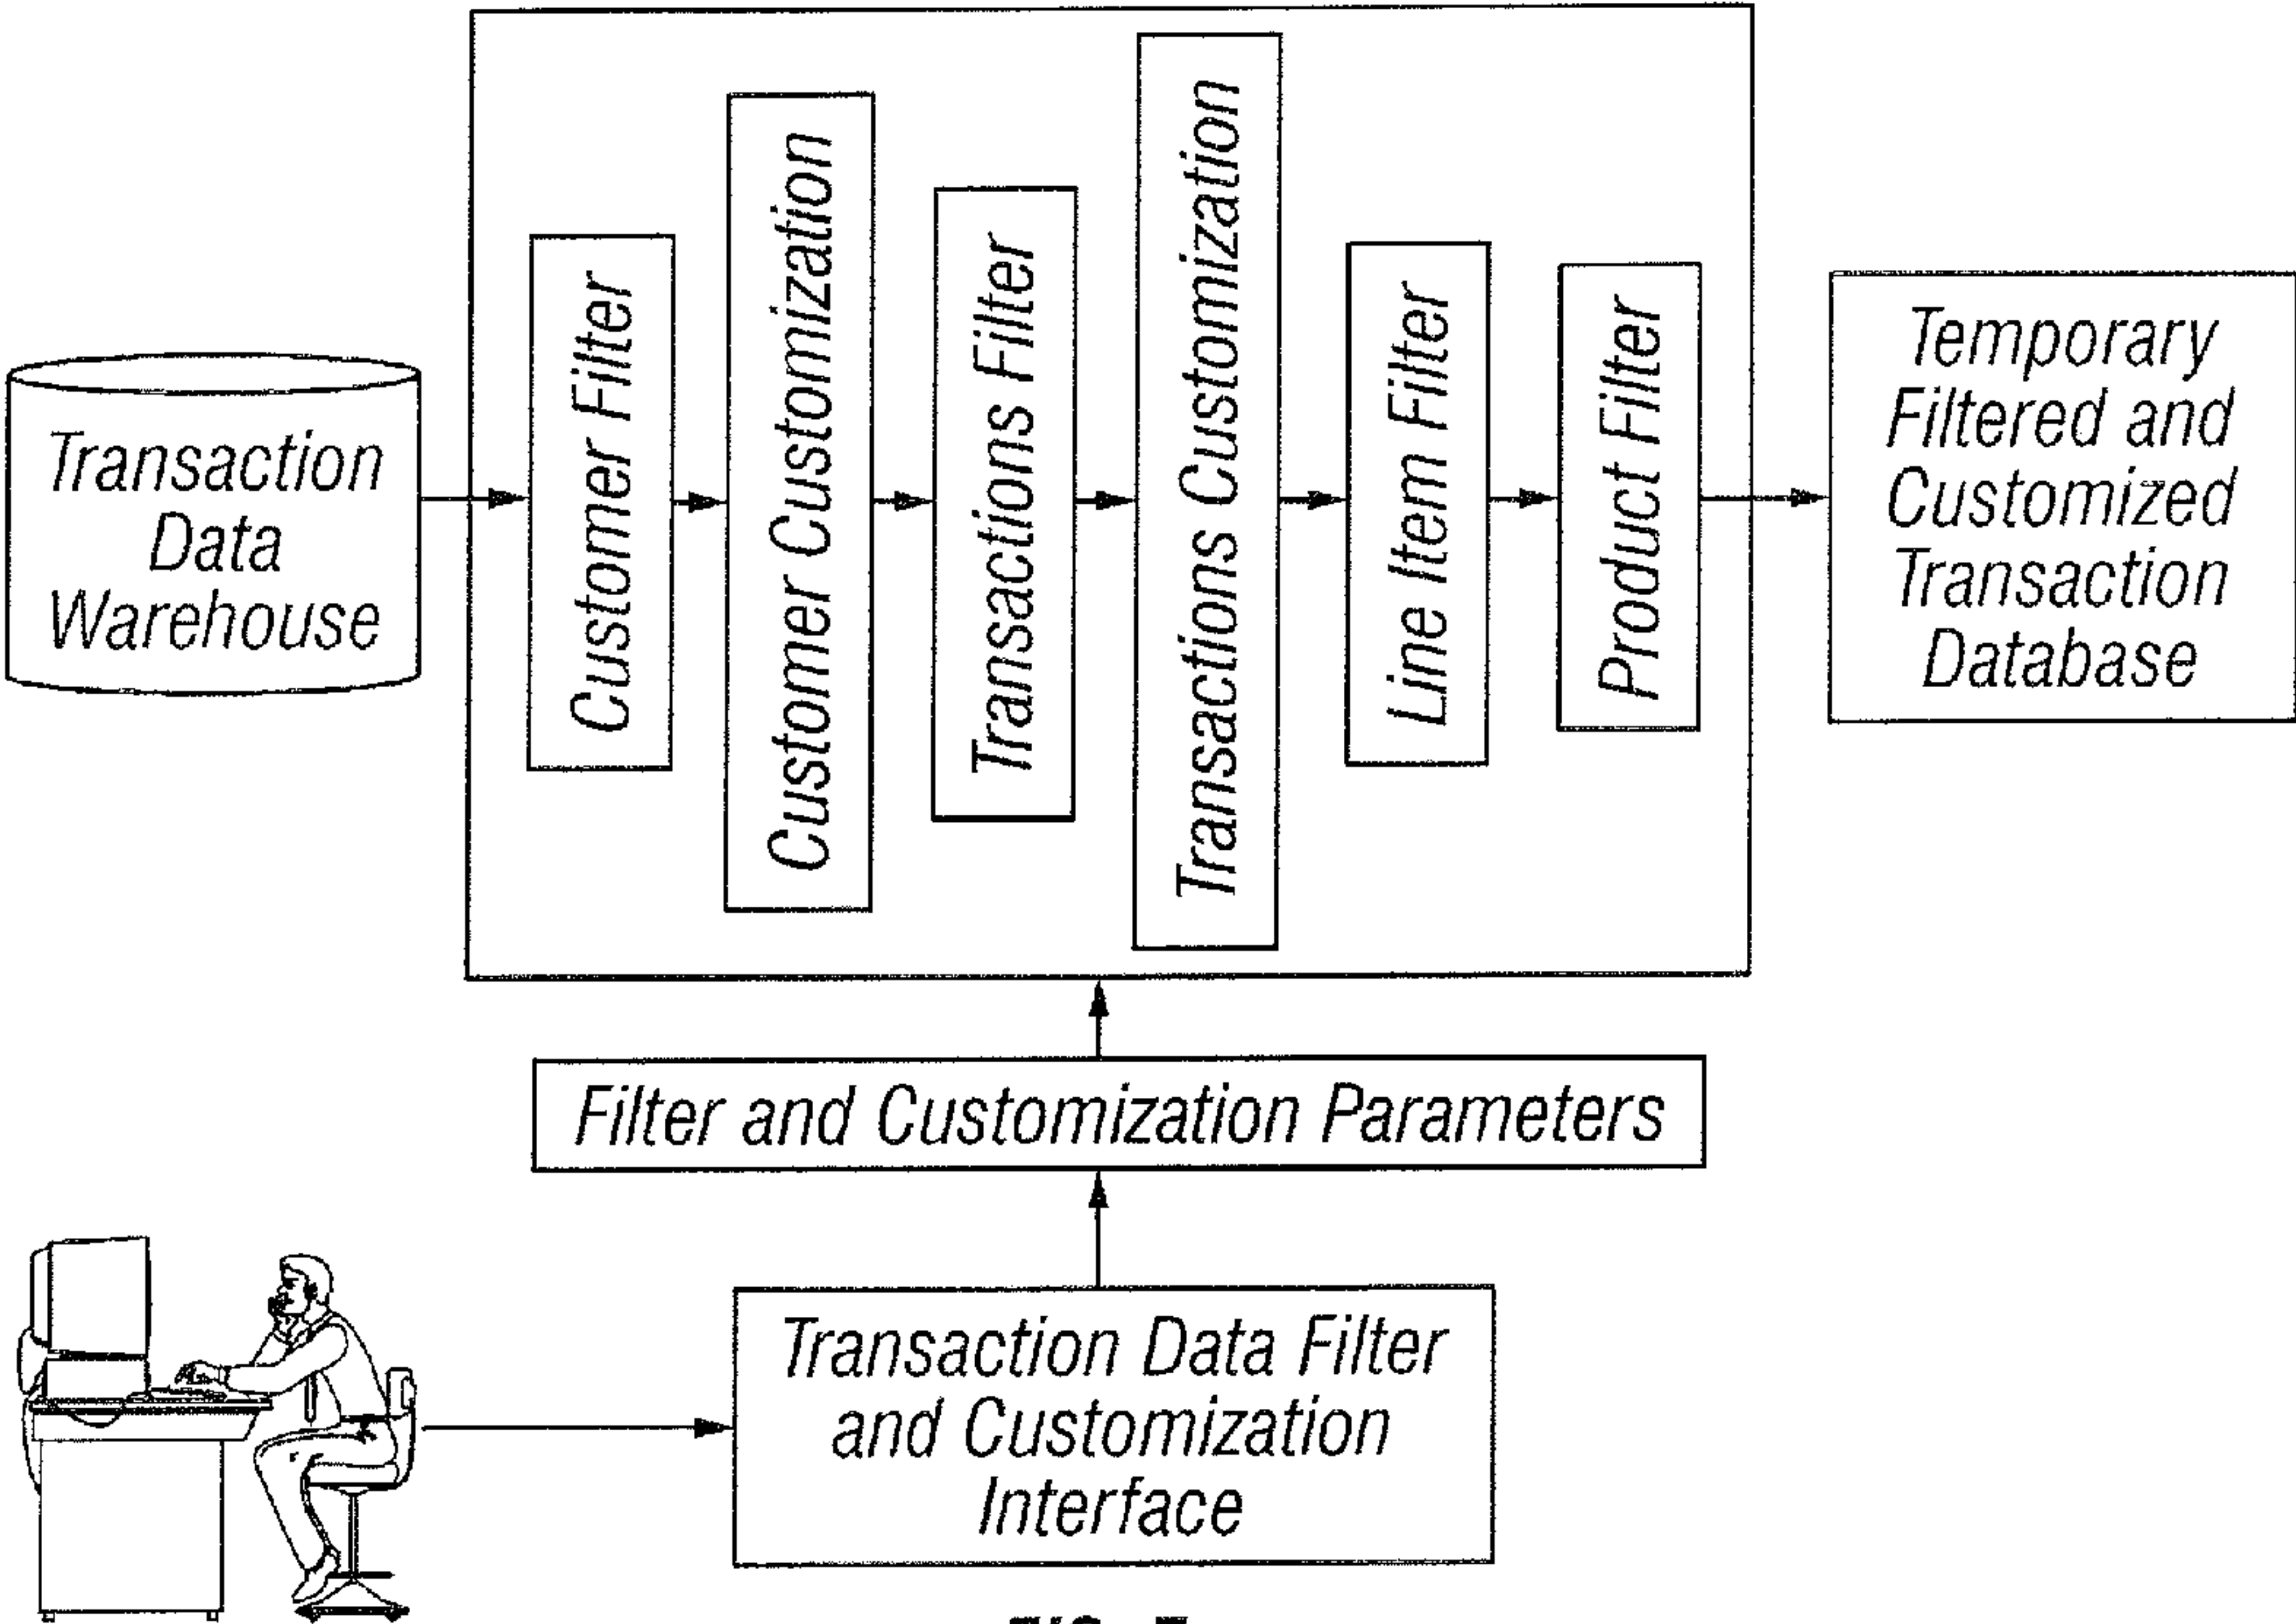 Transaction
Data
Warehouse
Customer Filter
Customer Customization
Transactions Filter
Transactions Customization
Line Item Filter
Product Filter
Temporary
Filtered and
Customized
Transaction
Database
Filter and Customization Parameters
Transaction Data Filter
and Customization
Interface